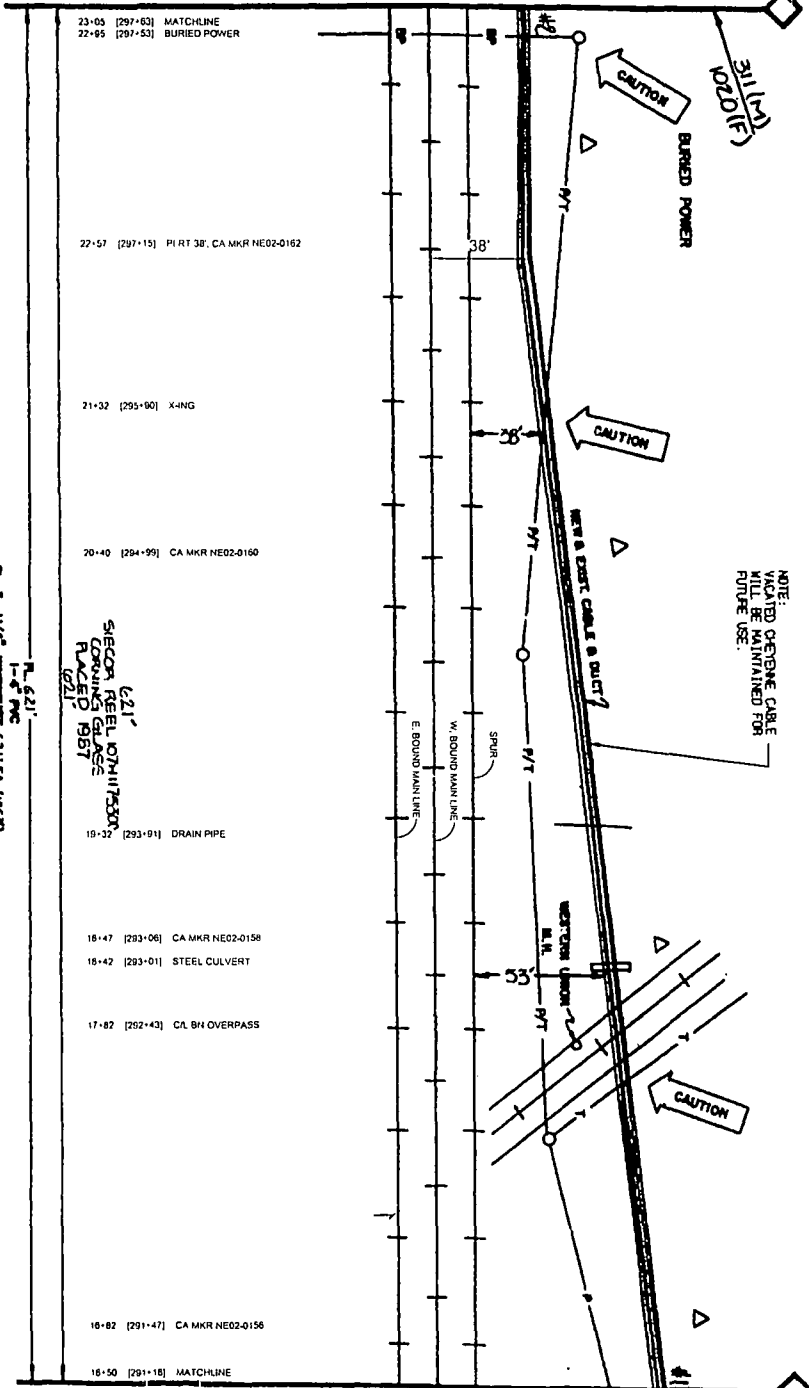 23+05 [297+63] MATCHLINE
22+95 [297+53] BURIED POWER
22+57 [297+15] PI RT 38', CA MKR NE02-0162
21+32 [295+90] X-ING
20+40 [294+99] CA MKR NE02-0160
19+32 [293+91] DRAIN PIPE
18+47 [293+06] CA MKR NE02-0158
18+42 [293+01] STEEL CULVERT
17+82 [292+43] C/L BN OVERPASS
16+82 [291+47] CA MKR NE02-0156
16+50 [291+16] MATCHLINE
BP
BP
#2
311 (M)
1020 (F)
CAUTION
BURIED POWER
P/T
38'
CAUTION
38'
P/T
NEW & EXIST. CABLE & DUCT
NOTE:
VACATED CHEYENNE CABLE
WILL BE MAINTAINED FOR
FUTURE USE.
P/T
SPUR
W. BOUND MAIN LINE
E. BOUND MAIN LINE
WESTERN UNION
M.H.
53'
P/T
T
T
CAUTION
P
621'
SIECOR REEL
CORNING GLASS
PLACED 1987
621'
PL 621'
1-4" PVC